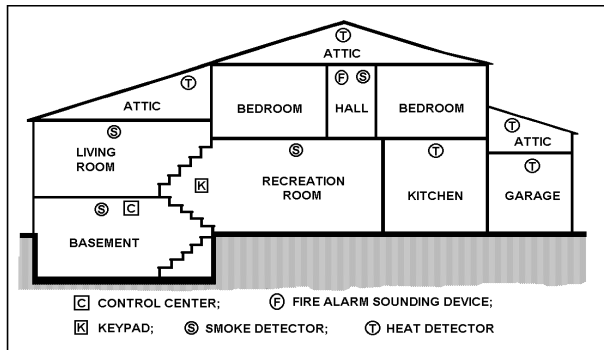 T
ATTIC
T
ATTIC
F S
BEDROOM HALL BEDROOM
T
ATTIC
S
LIVING
ROOM
S
T
T
K
RECREATION
ROOM
KITCHEN
GARAGE
S C
BASEMENT
C CONTROL CENTER; F FIRE ALARM SOUNDING DEVICE;
K KEYPAD; S SMOKE DETECTOR; T HEAT DETECTOR